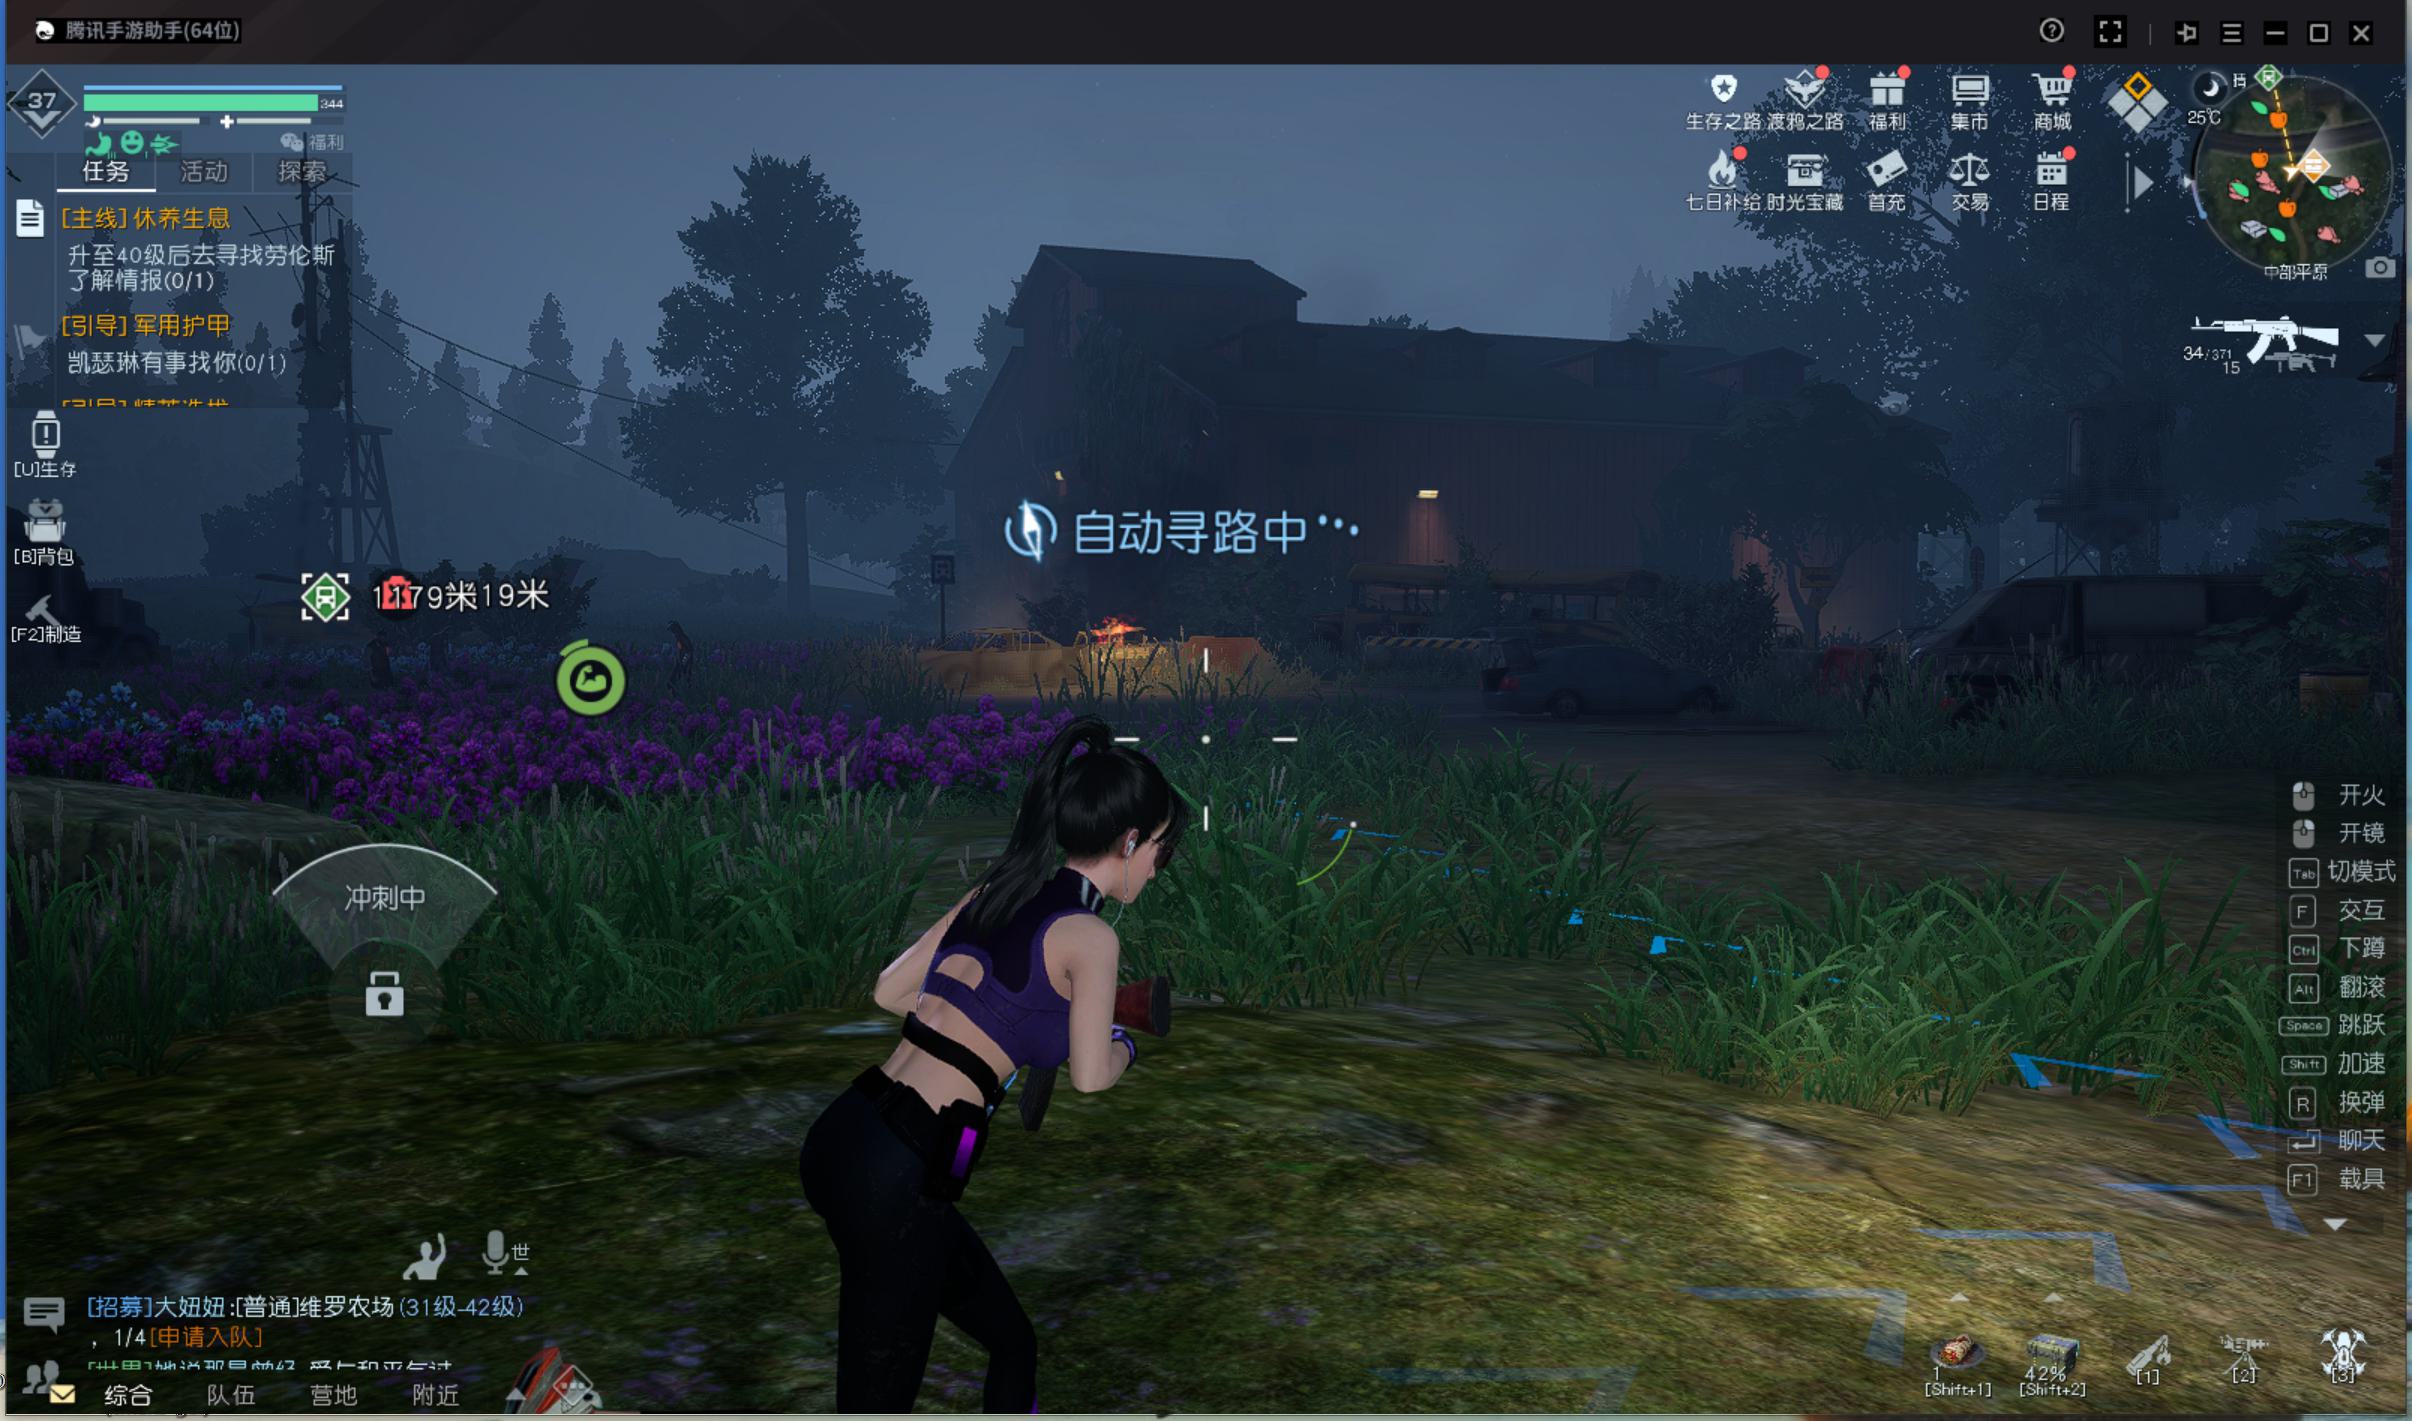 腾讯手游助手(64位)
37
344
福利
任务 活动 探索
[主线]休养生息
升至40级后去寻找劳伦斯
了解情报(0/1)
[引导]军用护甲
凯瑟琳有事找你(0/1)
[U]生存
[B]背包
[F2]制造
生存之路 渡鸦之路 福利 集市 商城
七日补给 时光宝藏 首充 交易 日程
25℃
中部平原
34/371
15
自动寻路中
19米
冲刺中
开火
开镜
Tab 切模式
F 交互
Ctrl 下蹲
Alt 翻滚
Space 跳跃
Shift 加速
R 换弹
聊天
F1 载具
世
[招募]大妞妞:[普通]维罗农场(31级-42级)
，1/4[申请入队]
综合 队伍 营地 附近
1 42%
[Shift+1] [Shift+2] [1] [2] [3]